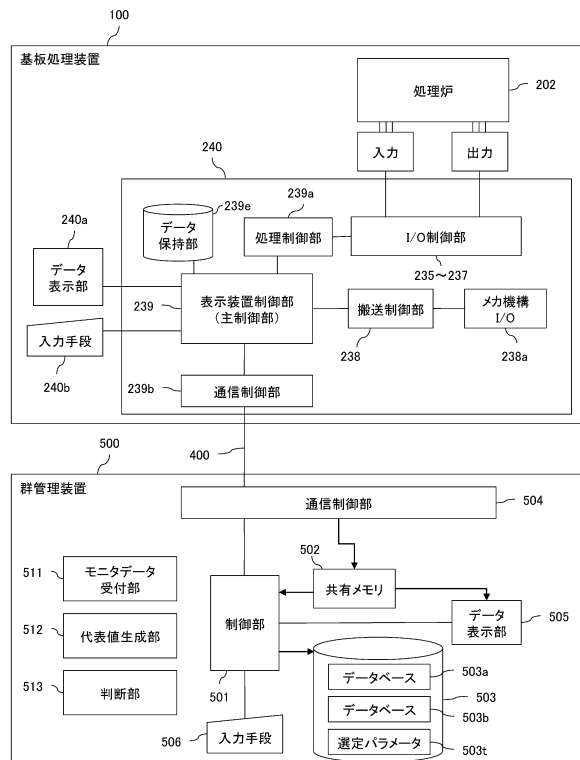 100
基板処理装置
処理炉
202
入力
出力
240
239a
239e
240a
データ
保持部
処理制御部
I/O制御部
235～237
データ
表示部
239
表示装置制御部
(主制御部)
搬送制御部
238
メカ機構
I/O
238a
入力手段
240b
239b
通信制御部
400
500
群管理装置
通信制御部
504
502
共有メモリ
511
モニタデータ
受付部
制御部
501
データ
表示部
505
512
代表値生成部
513
判断部
データベース
503a
503
データベース
503b
選定パラメータ
503t
506
入力手段